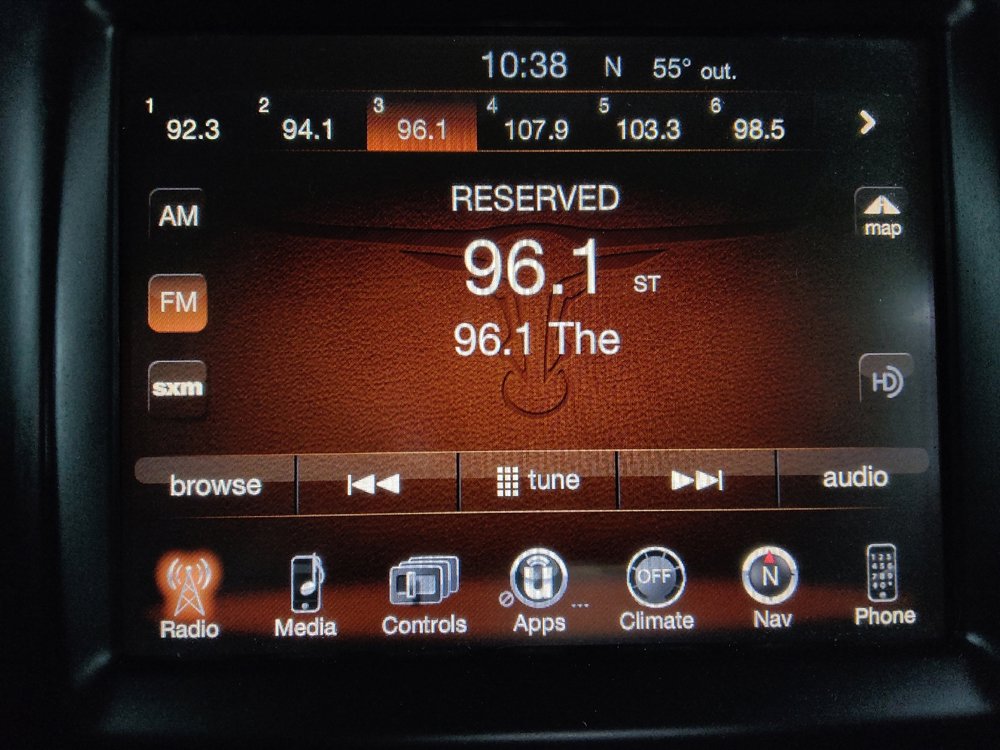 10:38 N 55° out.
1 92.3 2 94.1 3 96.1 4 107.9 5 103.3 6 98.5
RESERVED
AM
map
96.1 ST
FM
96.1 The
sxm
HD
browse tune audio
OFF N
Radio Media Controls Apps Climate Nav Phone